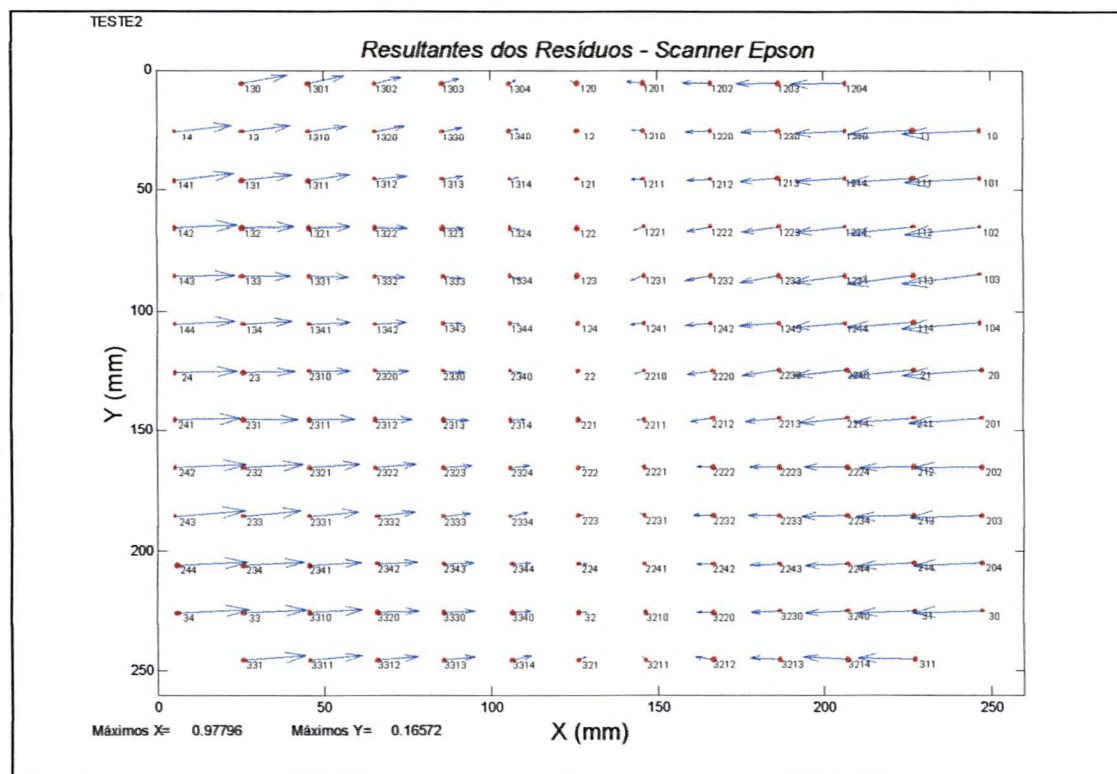 TESTE2
Resultantes dos Resíduos - Scanner Epson
0
130 1301 1302 1303 1304 120 1201 1202 1203 1204
14 13 1310 1320 1330 1340 12 1210 1220 1230 1240 11 10
50
141 131 1311 1312 1313 1314 121 1211 1212 1213 1214 111 101
142 132 1321 1322 1323 1324 122 1221 1222 1223 1224 112 102
143 133 1331 1332 1333 1334 123 1231 1232 1233 1234 113 103
100
144 134 1341 1342 1343 1344 124 1241 1242 1243 1244 114 104
24 23 2310 2320 2330 2340 22 2210 2220 2230 2240 21 20
Y (mm)
150
241 231 2311 2312 2313 2314 221 2211 2212 2213 2214 211 201
242 232 2321 2322 2323 2324 222 2221 2222 2223 2224 212 202
243 233 2331 2332 2333 2334 223 2231 2232 2233 2234 213 203
200
244 234 2341 2342 2343 2344 224 2241 2242 2243 2244 214 204
34 33 3310 3320 3330 3340 32 3210 3220 3230 3240 31 30
250
331 3311 3312 3313 3314 321 3211 3212 3213 3214 311
0 50 100 150 200 250
X (mm)
Máximos X= 0.97796 Máximos Y= 0.16572